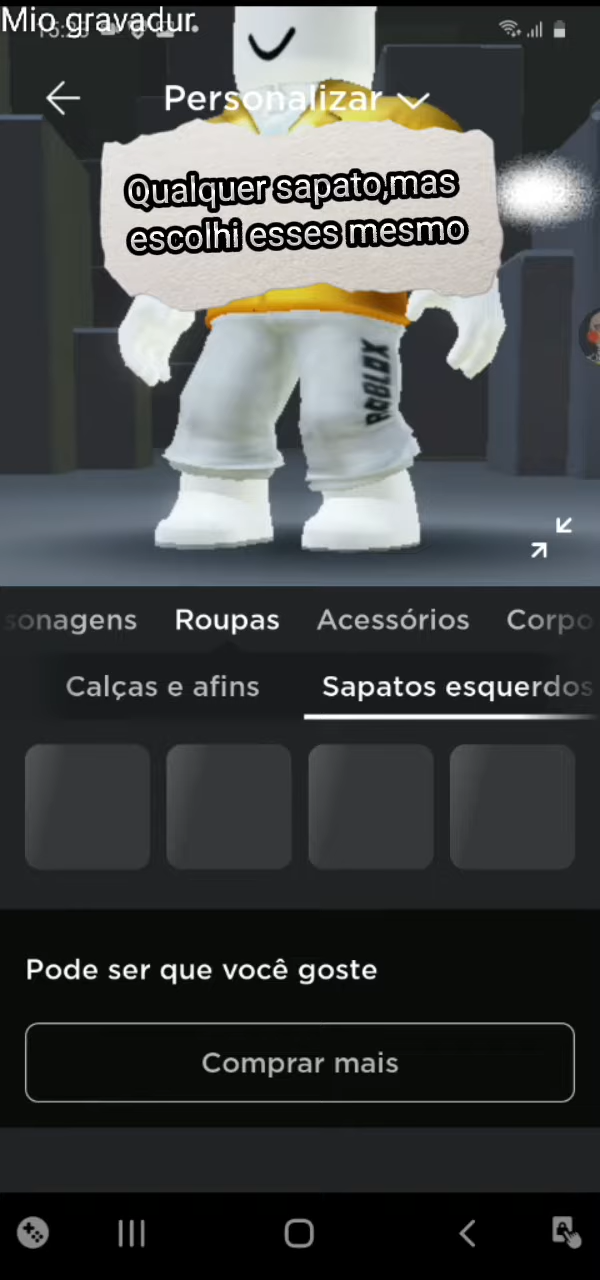 Mio gravadur.
Personalizar
Qualquer sapato,mas
escolhi esses mesmo
ROBLOX
sonagens Roupas Acessórios Corpo
Calças e afins Sapatos esquerdos
Pode ser que você goste
Comprar mais